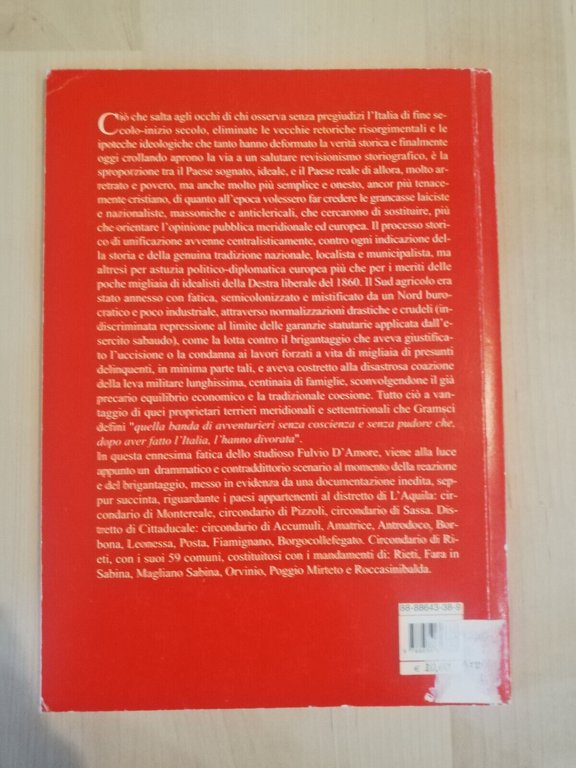 Ciò che salta agli occhi di chi osserva senza pregiudizi l'Italia di fine se-
colo-inizio secolo, eliminate le vecchie retoriche risorgimentali e le
ipoteche ideologiche che tanto hanno deformato la verità storica e finalmente
oggi crollando aprono la via a un salutare revisionismo storiografico, è la
sproporzione tra il Paese sognato, ideale, e il Paese reale di allora, molto ar-
retrato e povero, ma anche molto più semplice e onesto, ancor più tenace-
mente cristiano, di quanto all'epoca volessero far credere le grancasse laiciste
e nazionaliste, massoniche e anticlericali, che cercarono di sostituire, più
che orientare l'opinione pubblica meridionale ed europea. Il processo stori-
co di unificazione avvenne centralisticamente, contro ogni indicazione del-
la storia e della genuina tradizione nazionale, localista e municipalista, ma
altresì per astuzia politico-diplomatica europea più che per i meriti delle
poche migliaia di idealisti della Destra liberale del 1860. Il Sud agricolo era
stato annesso con fatica, semicolonizzato e mistificato da un Nord buro-
cratico e poco industriale, attraverso normalizzazioni drastiche e crudeli (in-
discriminata repressione al limite delle garanzie statutarie applicata dall'e-
sercito sabaudo), come la lotta contro il brigantaggio che aveva giustifica-
to l'uccisione o la condanna ai lavori forzati a vita di migliaia di presunti
delinquenti, in minima parte tali, e aveva costretto alla disastrosa coazione
della leva militare lunghissima, centinaia di famiglie, sconvolgendone il già
precario equilibrio economico e la tradizionale coesione. Tutto ciò a van-
taggio di quei proprietari terrieri meridionali e settentrionali che Gramsci
definì "quella banda di avventurieri senza coscienza e senza pudore che,
dopo aver fatto l'Italia, l'hanno divorata".
In questa ennesima fatica dello studioso Fulvio D'Amore, viene alla luce
appunto un drammatico e contraddittorio scenario al momento della reazione
e del brigantaggio, messo in evidenza da una documentazione inedita, sep-
pur succinta, riguardante i paesi appartenenti al distretto di L'Aquila: cir-
condario di Montereale, circondario di Pizzoli, circondario di Sassa. Dis-
tretto di Cittaducale: circondario di Accumuli, Amatrice, Antrodoco, Bor-
bona, Leonessa, Posta, Fiamignano, Borgocollefegato. Circondario di Ri-
eti, con i suoi 59 comuni, costituitosi con i mandamenti di: Rieti, Fara in
Sabina, Magliano Sabina, Orvinio, Poggio Mirteto e Roccasinibalda.
88-88643-38-9
€